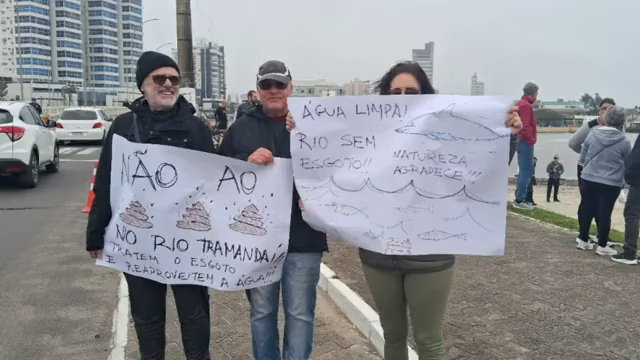 NÃO AO
NO RIO TRAMANDAÍ!!
TRATEM O ESGOTO
E REAPROVEITEM A ÁGUA!!!
ÁGUA LIMPA!
RIO SEM
ESGOTO!!
NATUREZA
AGRADECE!!!